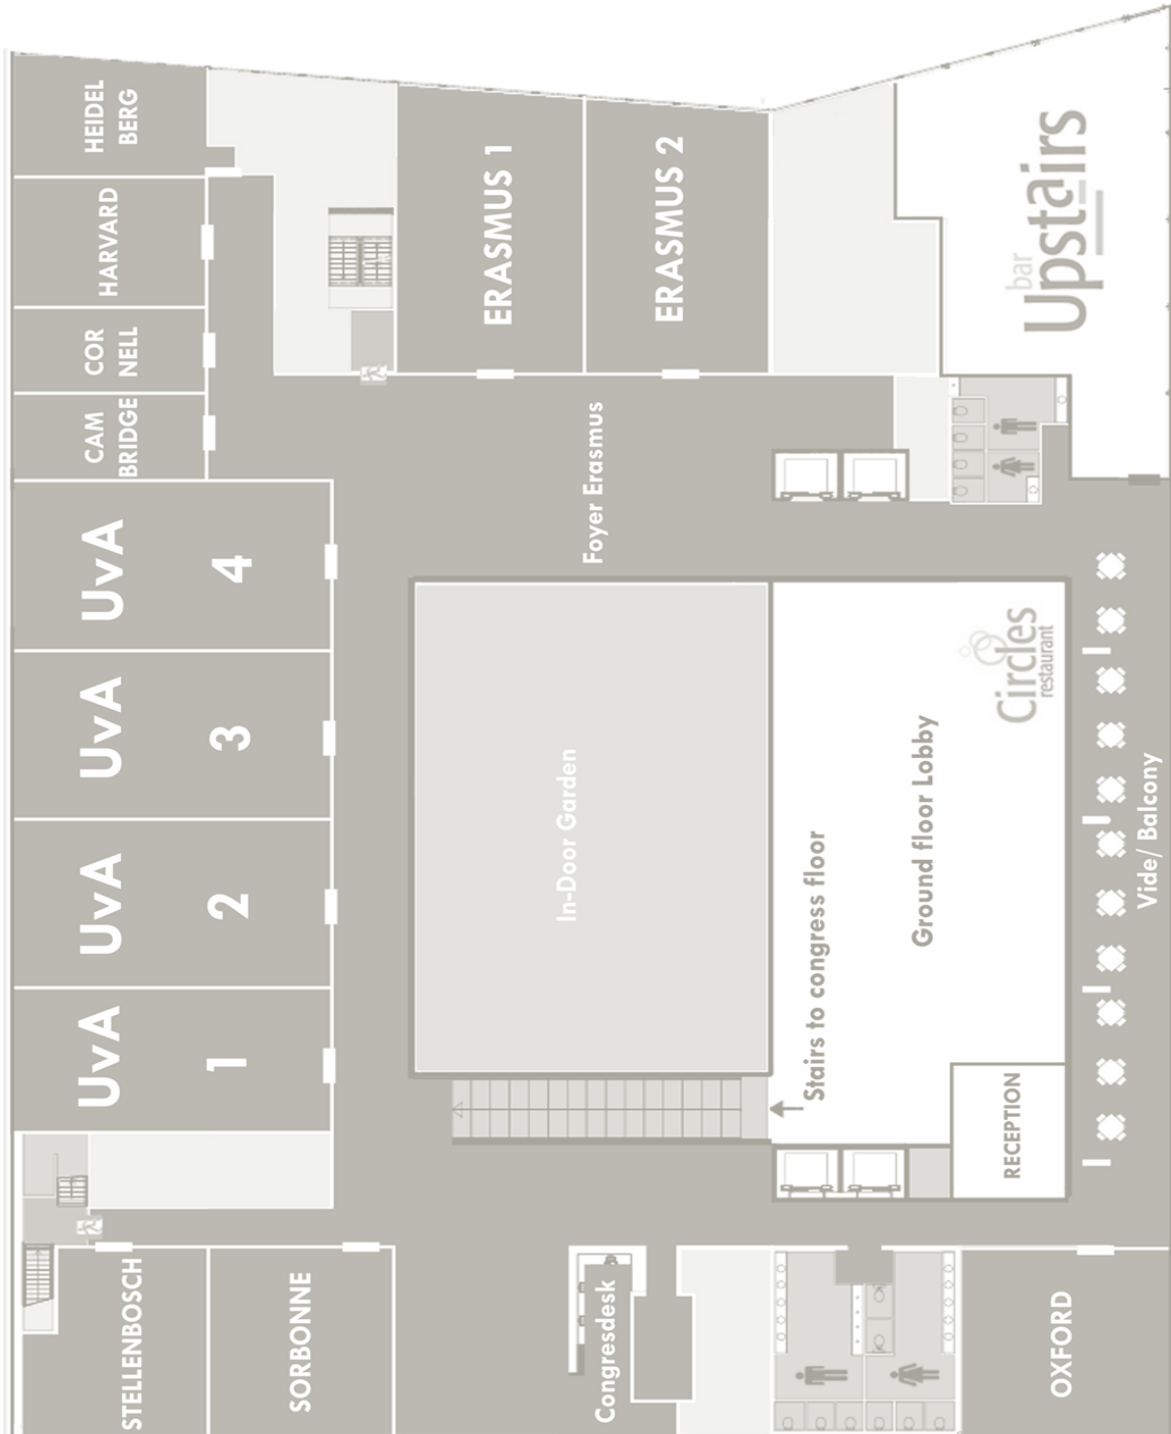 HEIDEL
BERG
HARVARD
COR
NELL
CAM
BRIDGE
ERASMUS 1
ERASMUS 2
bar
Upstairs
Foyer Erasmus
UvA
4
UvA
3
UvA
2
UvA
1
In-Door Garden
Circles
restaurant
Ground floor Lobby
Stairs to congress floor
Vide/ Balcony
RECEPTION
STELLENBOSCH
SORBONNE
Congresdesk
OXFORD